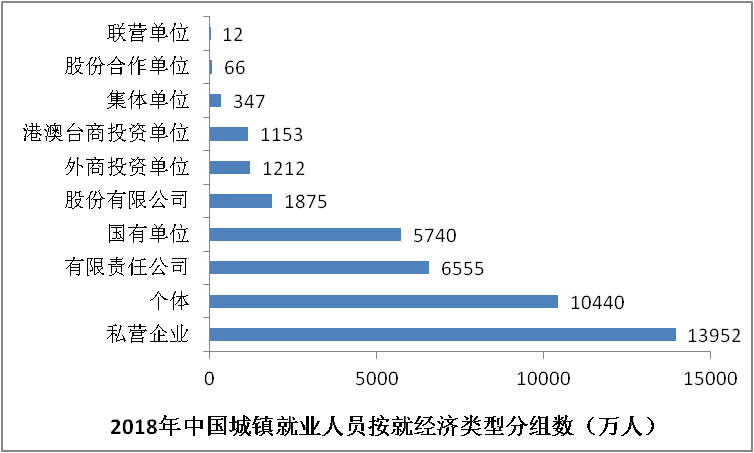 联营单位 12
股份合作单位 66
集体单位 347
港澳台商投资单位 1153
外商投资单位 1212
股份有限公司 1875
国有单位 5740
有限责任公司 6555
个体 10440
私营企业 13952
0 5000 10000 15000
2018年中国城镇就业人员按就经济类型分组数（万人）